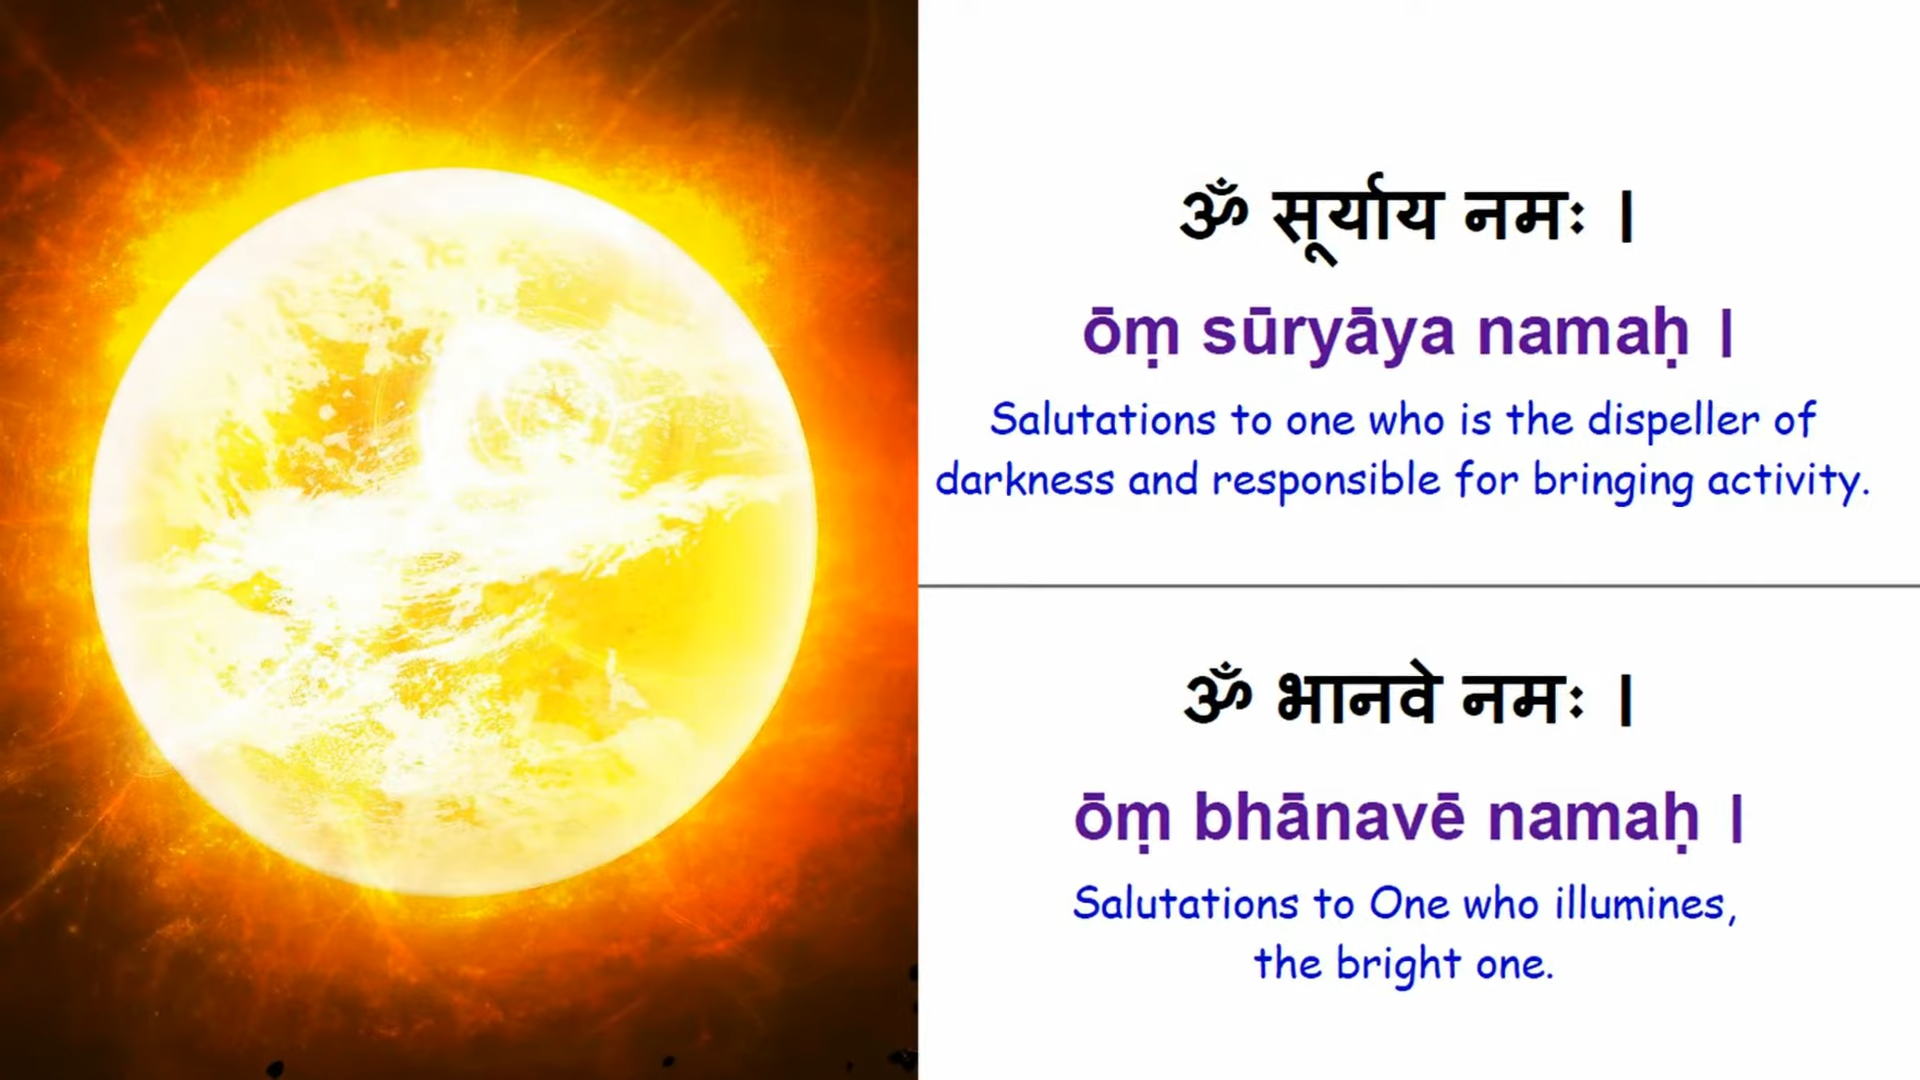 ॐ सूर्याय नमः ।
ōṃ sūryāya namaḥ ।
Salutations to one who is the dispeller of
darkness and responsible for bringing activity.
ॐ भानवे नमः ।
ōṃ bhānavē namaḥ ।
Salutations to One who illumines,
the bright one.